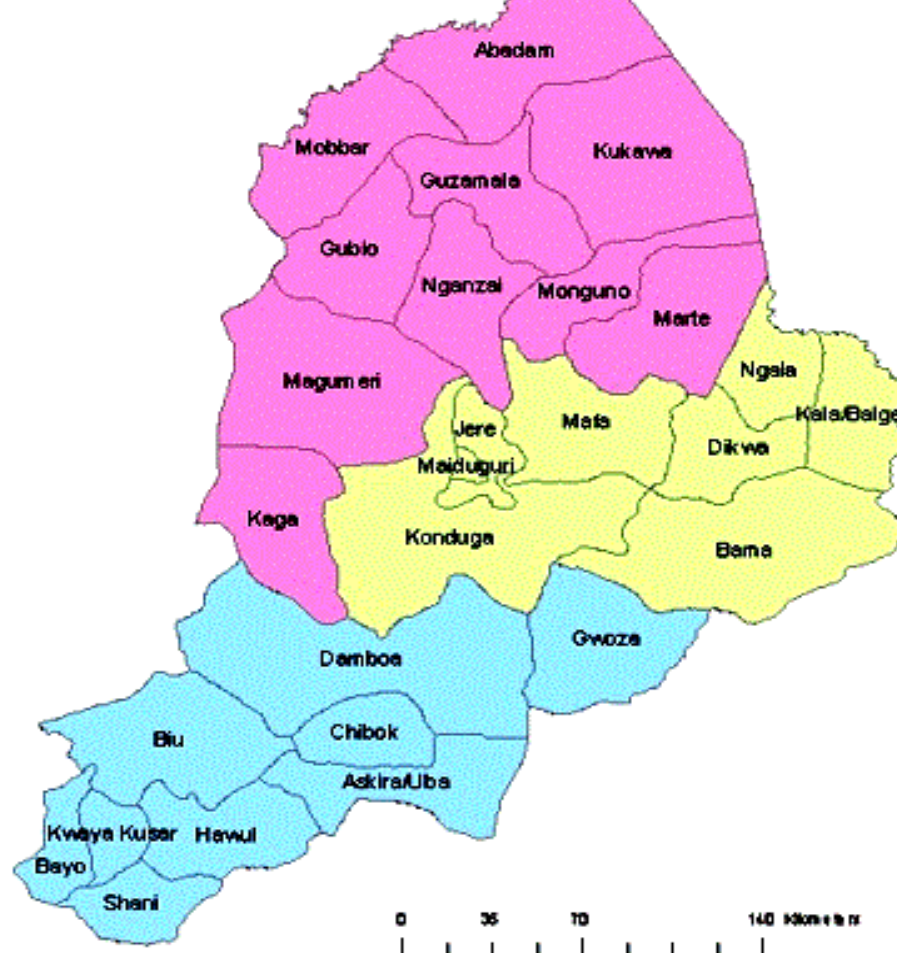 Abadam
Mobbar
Kukawa
Guzamala
Gubio
Nganzai
Monguno
Marte
Magumeri
Ngala
Kala/Balge
Mafa
Jere
Dikwa
Maiduguri
Kaga
Konduga
Bama
Gwoza
Damboa
Chibok
Biu
Askira/Uba
Kwaya Kusar
Hawul
Bayo
Shani
0 35 70 140 Kilometers